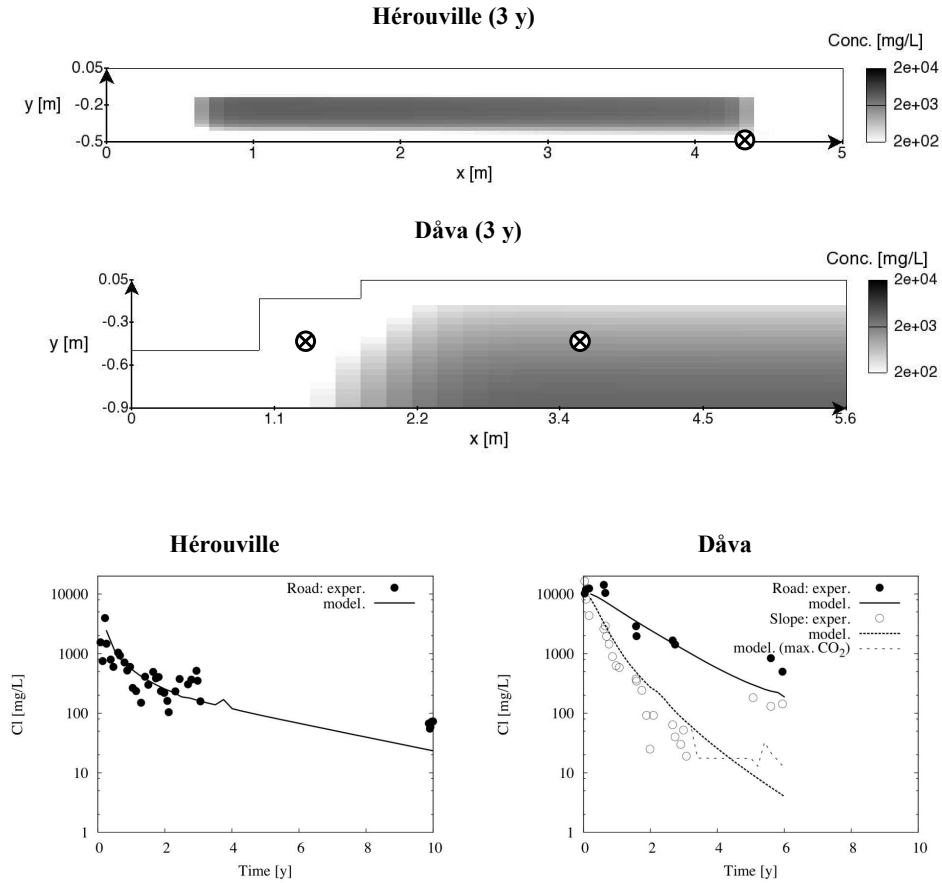 Hérouville (3 y)
Conc. [mg/L]
0.05
2e+04
y [m]
-0.2
2e+03
-0.5
2e+02
0
1
2
3
4
5
x [m]
Dåva (3 y)
Conc. [mg/L]
0.05
2e+04
-0.3
2e+03
y [m]
-0.6
2e+02
-0.9
0
1.1
2.2
3.4
4.5
5.6
x [m]
Hérouville
Road: exper.
model.
10000
1000
100
10
1
Cl [mg/L]
0
2
4
6
8
10
Time [y]
Dåva
Road: exper.
model.
Slope: exper.
model.
model. (max. CO2)
10000
1000
100
10
1
Cl [mg/L]
0
2
4
6
8
10
Time [y]